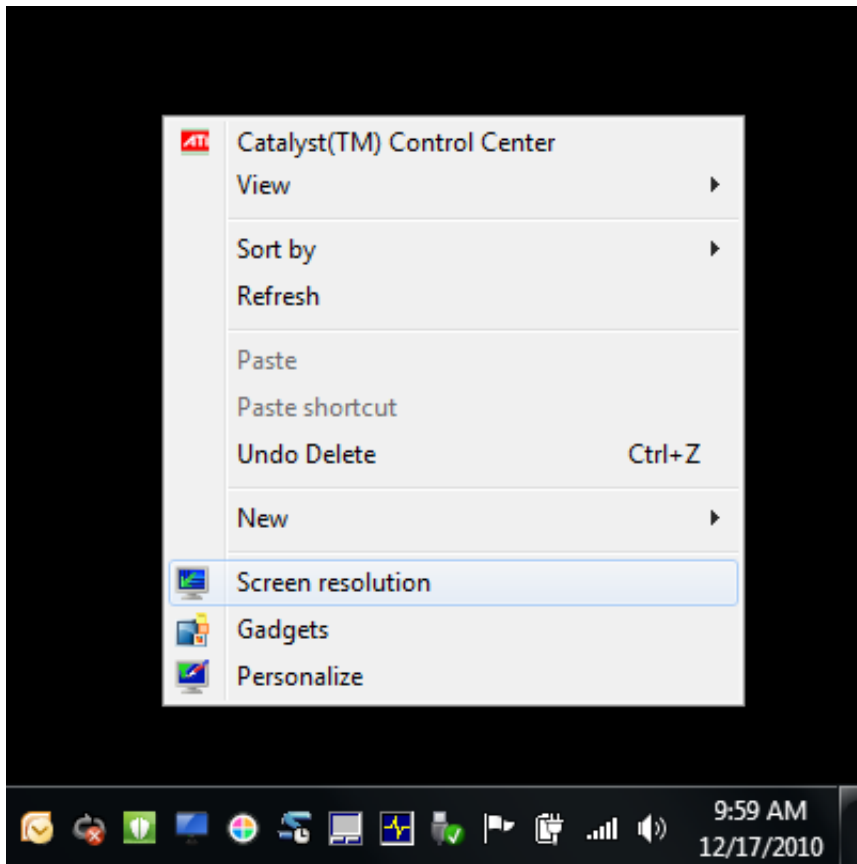 ATI Catalyst(TM) Control Center
View
Sort by
Refresh
Paste
Paste shortcut
Undo Delete Ctrl+Z
New
Screen resolution
Gadgets
Personalize
9:59 AM
12/17/2010